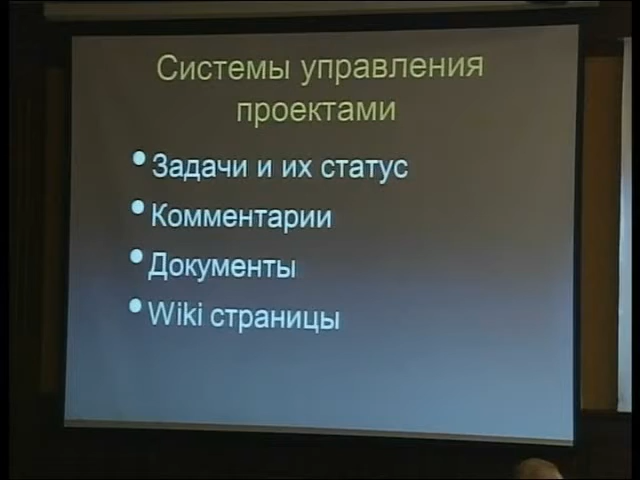 Системы управления
проектами
• Задачи и их статус
• Комментарии
• Документы
• Wiki страницы